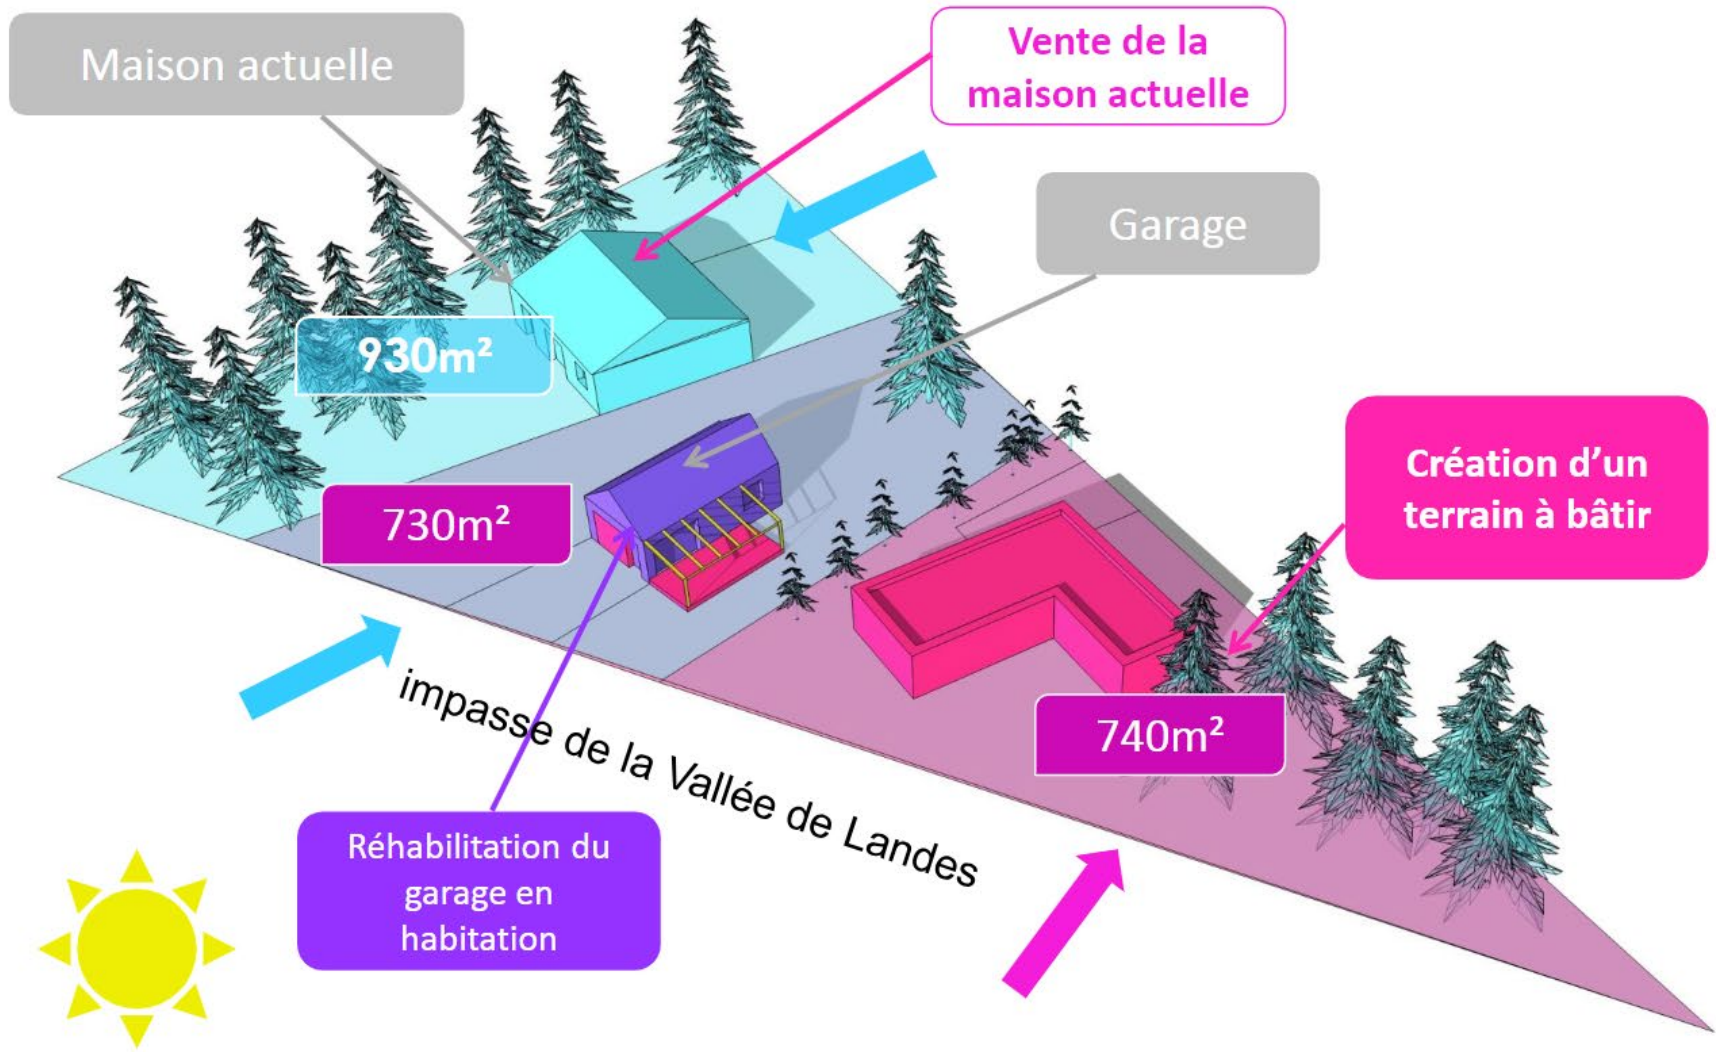 Maison actuelle
Vente de la
maison actuelle
Garage
930m²
730m²
Création d’un
terrain à bâtir
740m²
impasse de la Vallée de Landes
Réhabilitation du
garage en
habitation